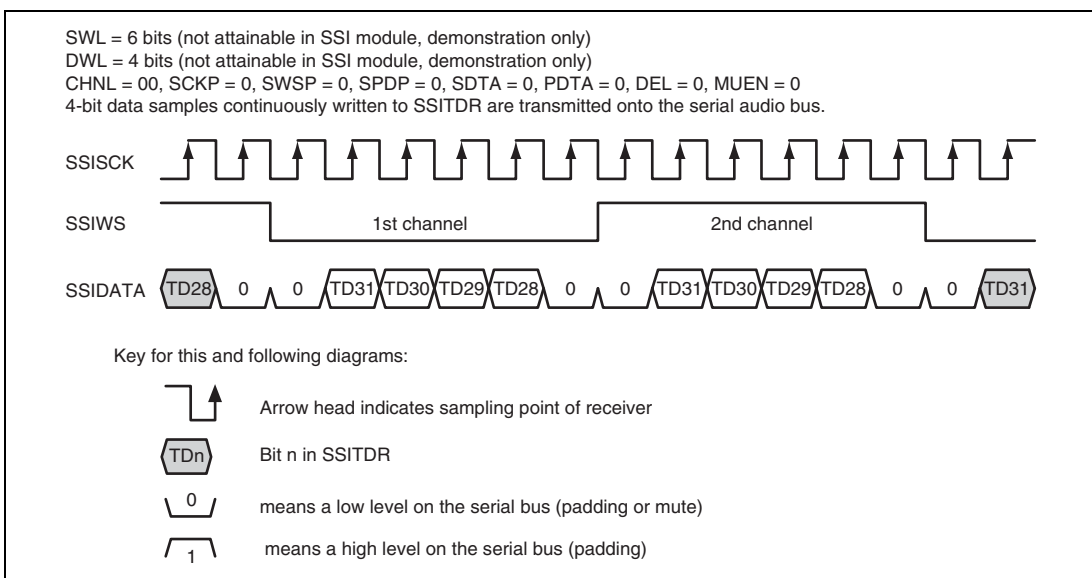 SWL = 6 bits (not attainable in SSI module, demonstration only)
DWL = 4 bits (not attainable in SSI module, demonstration only)
CHNL = 00, SCKP = 0, SWSP = 0, SPDP = 0, SDTA = 0, PDTA = 0, DEL = 0, MUEN = 0
4-bit data samples continuously written to SSITDR are transmitted onto the serial audio bus.
SSISCK
SSIWS 1st channel 2nd channel
SSIDATA TD28 0 0 TD31 TD30 TD29 TD28 0 0 TD31 TD30 TD29 TD28 0 0 TD31
Key for this and following diagrams:
Arrow head indicates sampling point of receiver
TDn Bit n in SSITDR
0 means a low level on the serial bus (padding or mute)
1 means a high level on the serial bus (padding)